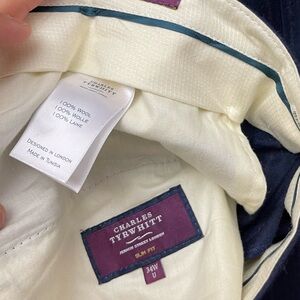 CHARLES
TYRWHITT
100% WOOL
100% WOLLE
100% LAINE
DESIGNED IN LONDON
MADE IN TUNISIA
CHARLES
TYRWHITT
JERMYN STREET LONDON
SLIM FIT
34W
U